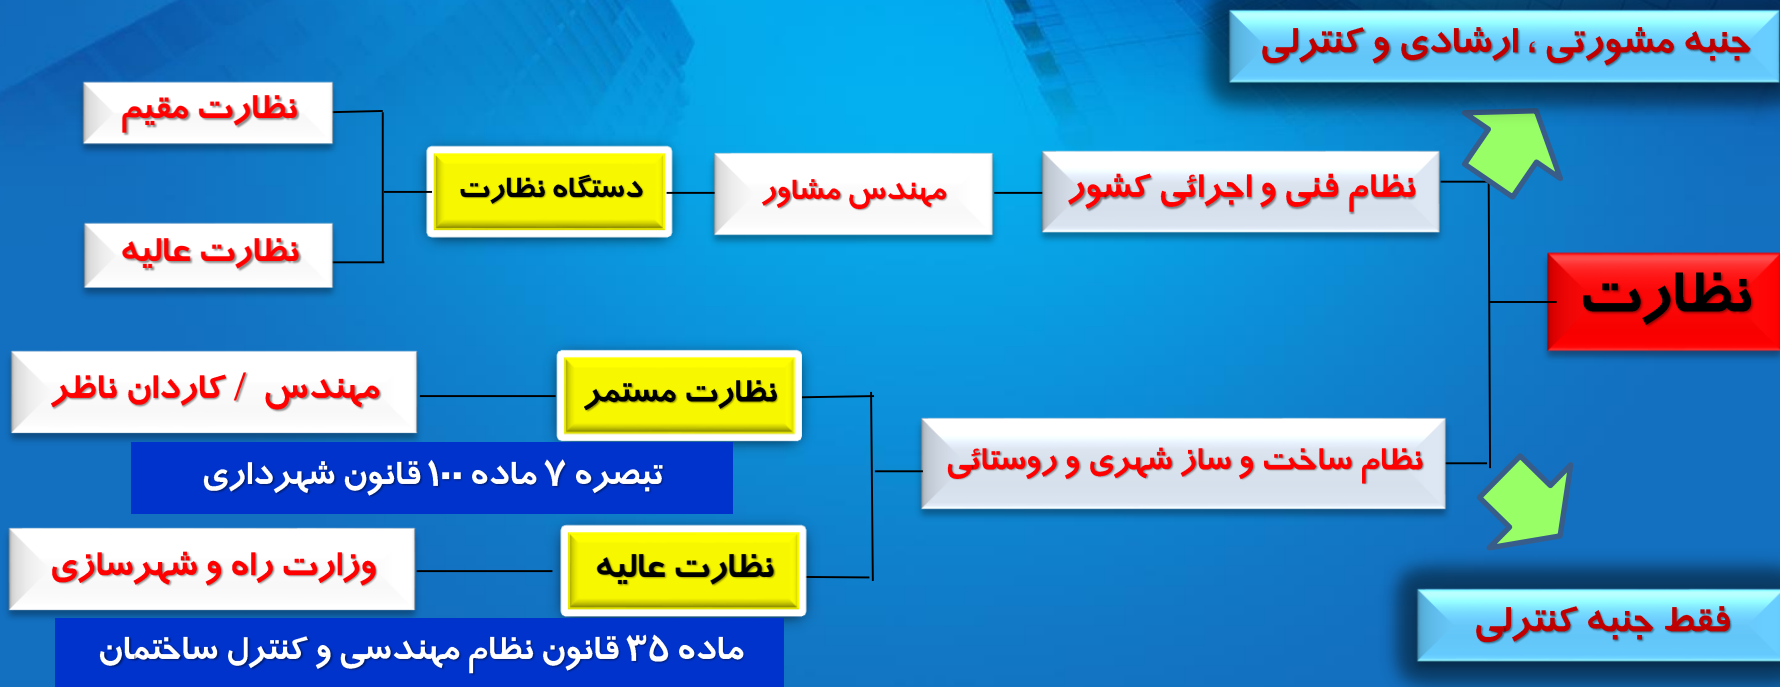 جنبه مشورتی ، ارشادی و کنترلی
نظارت
نظام فنی و اجرائی کشور
مهندس مشاور
دستگاه نظارت
نظارت مقیم
نظارت عالیه
نظام ساخت و ساز شهری و روستائی
نظارت مستمر
مهندس / کاردان ناظر
تبصره ۷ ماده ۱۰۰ قانون شهرداری
نظارت عالیه
وزارت راه و شهرسازی
ماده ۳۵ قانون نظام مهندسی و کنترل ساختمان
فقط جنبه کنترلی